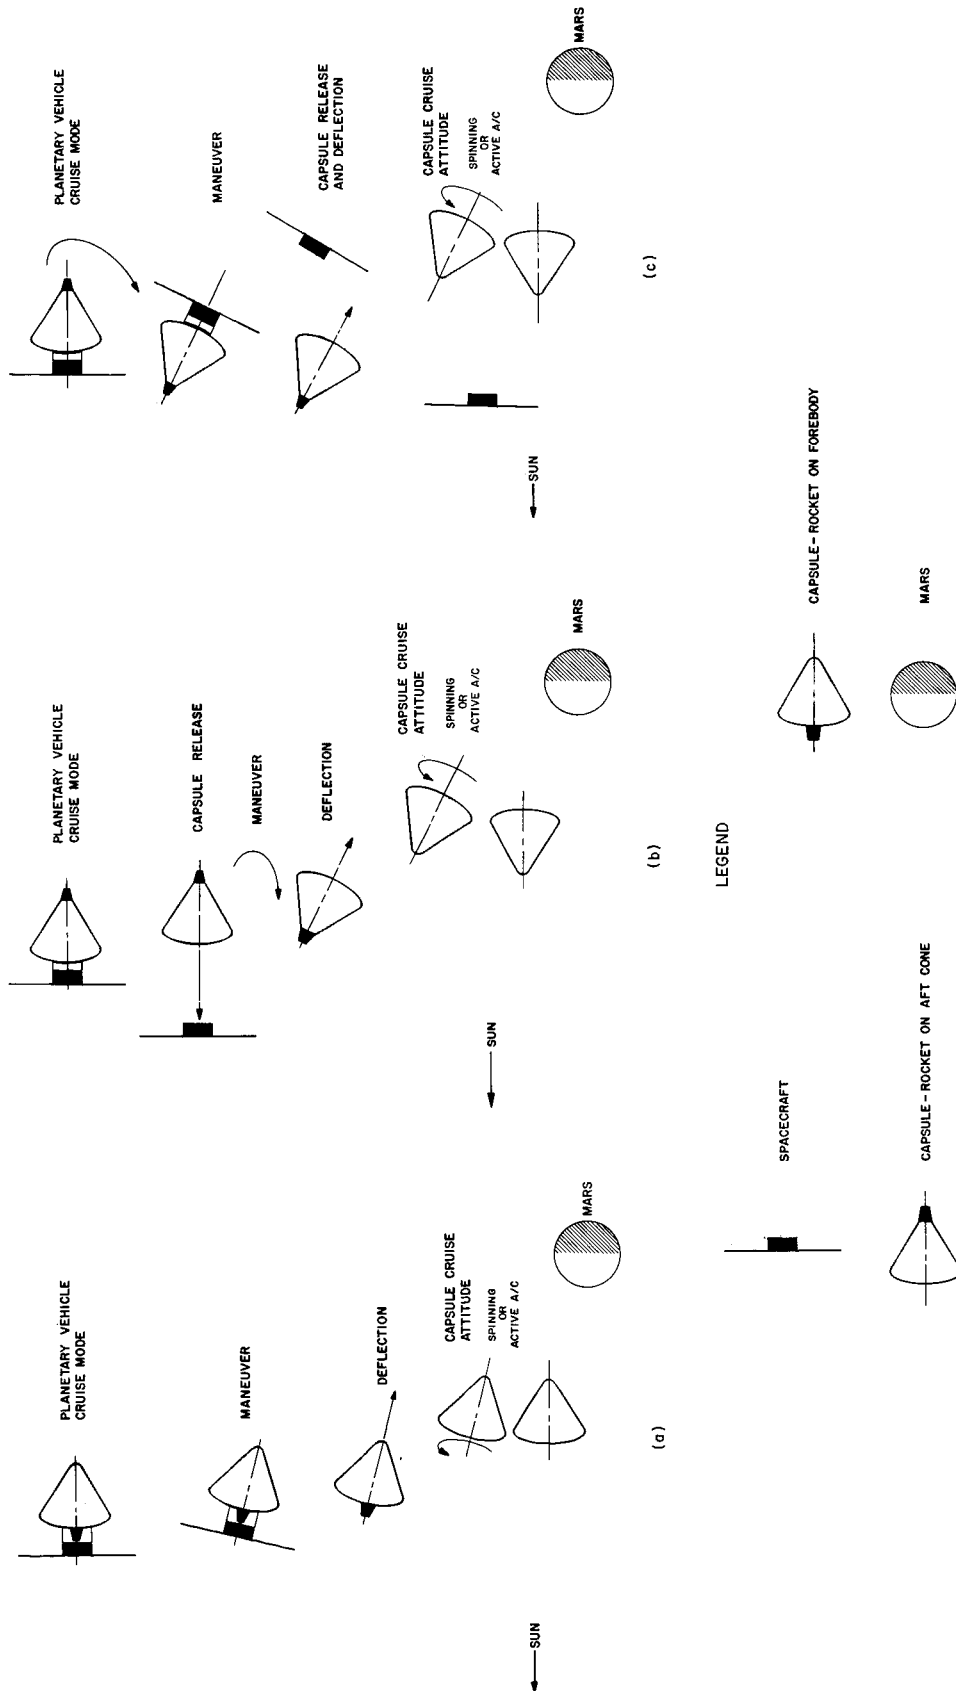 PLANETARY VEHICLE
CRUISE MODE
MANEUVER
DEFLECTION
CAPSULE CRUISE
ATTITUDE
SPINNING
OR
ACTIVE A/C
MARS
SUN
(a)
PLANETARY VEHICLE
CRUISE MODE
CAPSULE RELEASE
MANEUVER
DEFLECTION
CAPSULE CRUISE
ATTITUDE
SPINNING
OR
ACTIVE A/C
MARS
SUN
(b)
PLANETARY VEHICLE
CRUISE MODE
MANEUVER
CAPSULE RELEASE
AND DEFLECTION
CAPSULE CRUISE
ATTITUDE
SPINNING
OR
ACTIVE A/C
MARS
SUN
(c)
LEGEND
SPACECRAFT
CAPSULE-ROCKET ON AFT CONE
CAPSULE-ROCKET ON FOREBODY
MARS